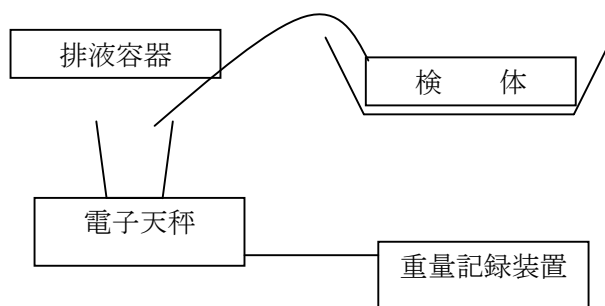 排液容器
検　　体
電子天秤
重量記録装置